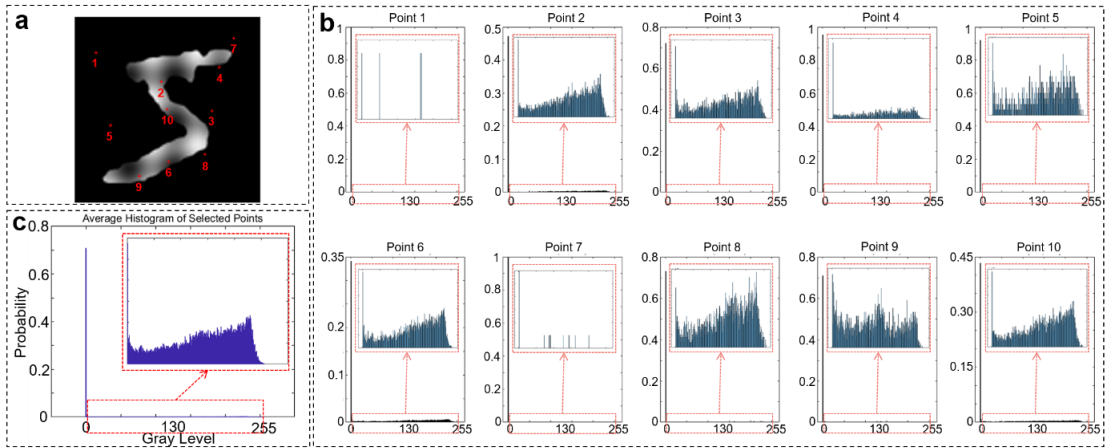 a
7
1
4
2
10
3
5
8
6
9
b
Point 1
1
0.8
0.6
0.4
0.2
0
0 130 255
Point 2
0.5
0.4
0.3
0.2
0.1
0
0 130 255
Point 3
0.8
0.6
0.4
0.2
0
0 130 255
Point 4
1
0.8
0.6
0.4
0.2
0
0 130 255
Point 5
1
0.8
0.6
0.4
0.2
0
0 130 255
c
Average Histogram of Selected Points
Probability
0.8
0.6
0.4
0.2
0
0 130 255
Gray Level
Point 6
0.35
0.2
0.1
0
0 130 255
Point 7
1
0.8
0.6
0.4
0.2
0
0 130 255
Point 8
0.8
0.6
0.4
0.2
0
0 130 255
Point 9
0.8
0.6
0.4
0.2
0
0 130 255
Point 10
0.45
0.30
0.15
0
0 130 255